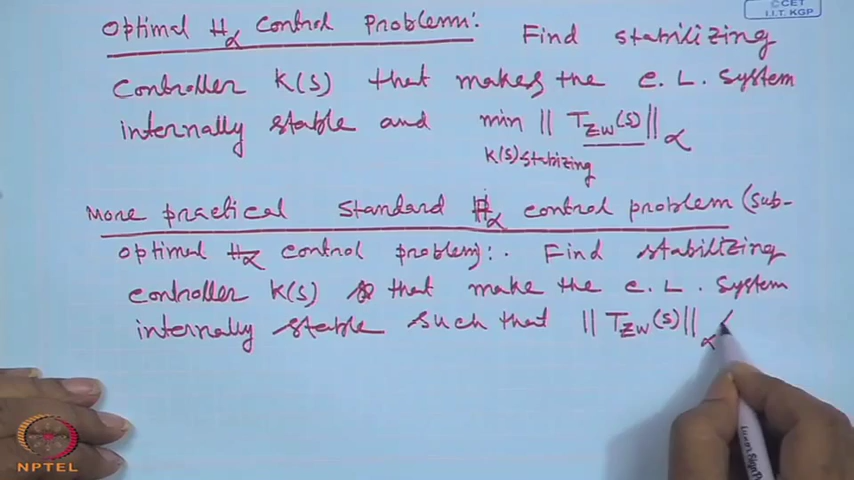 ©CET
I.I.T. KGP
Optimal H∞ Control Problem: Find stabilizing
Controller K(s) that makes the C.L. System
internally stable and min || Tzw(s) ||∞
K(s) stabizing
More practical standard H∞ control problem (Sub-
optimal H∞ control problem): Find stabilizing
controller K(s) that make the C.L. System
internally stable such that || Tzw(s) ||∞ <
NPTEL